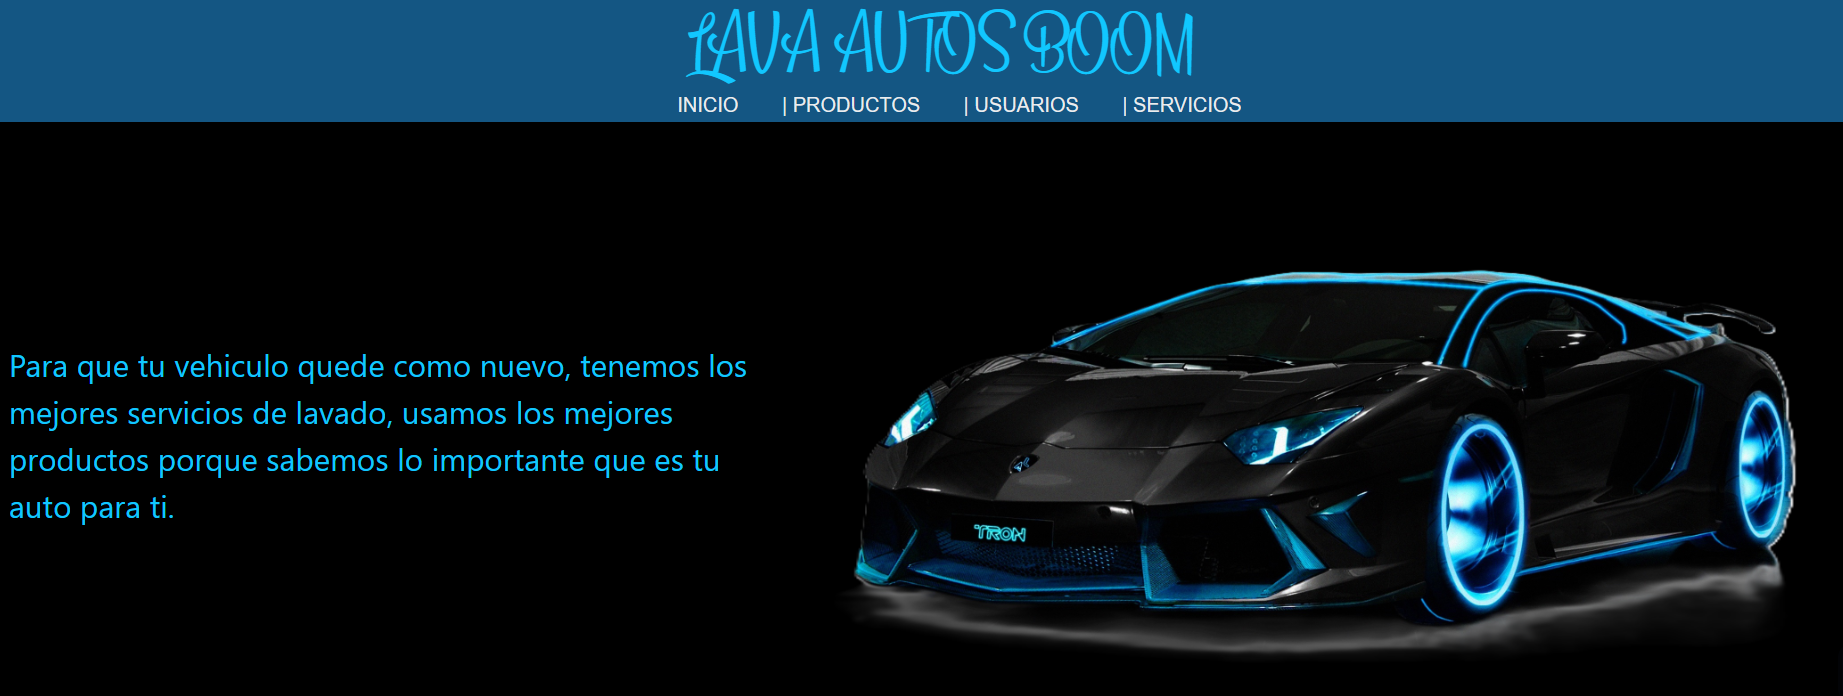 LAVA AUTOS BOOM
INICIO | PRODUCTOS | USUARIOS | SERVICIOS
Para que tu vehiculo quede como nuevo, tenemos los
mejores servicios de lavado, usamos los mejores
productos porque sabemos lo importante que es tu
auto para ti.
TRON